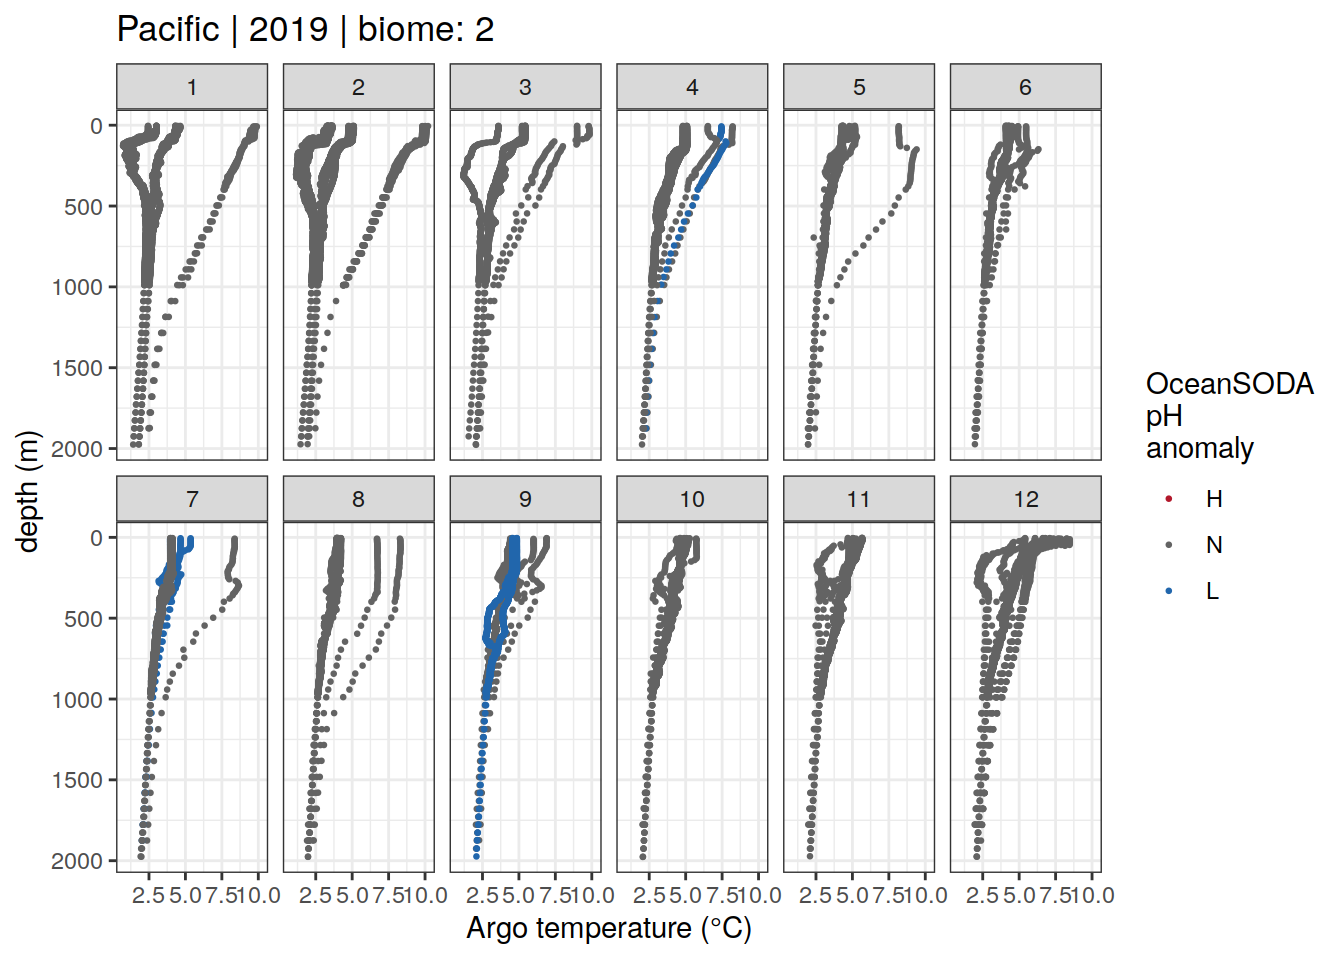 Pacific | 2019 | biome: 2
1 2 3 4 5 6
0
500
1000
1500
2000
7 8 9 10 11 12
0
500
1000
1500
2000
2.5 5.0 7.5 10.0 2.5 5.0 7.5 10.0 2.5 5.0 7.5 10.0 2.5 5.0 7.5 10.0 2.5 5.0 7.5 10.0 2.5 5.0 7.5 10.0
Argo temperature (°C)
depth (m)
OceanSODA
pH
anomaly
H
N
L